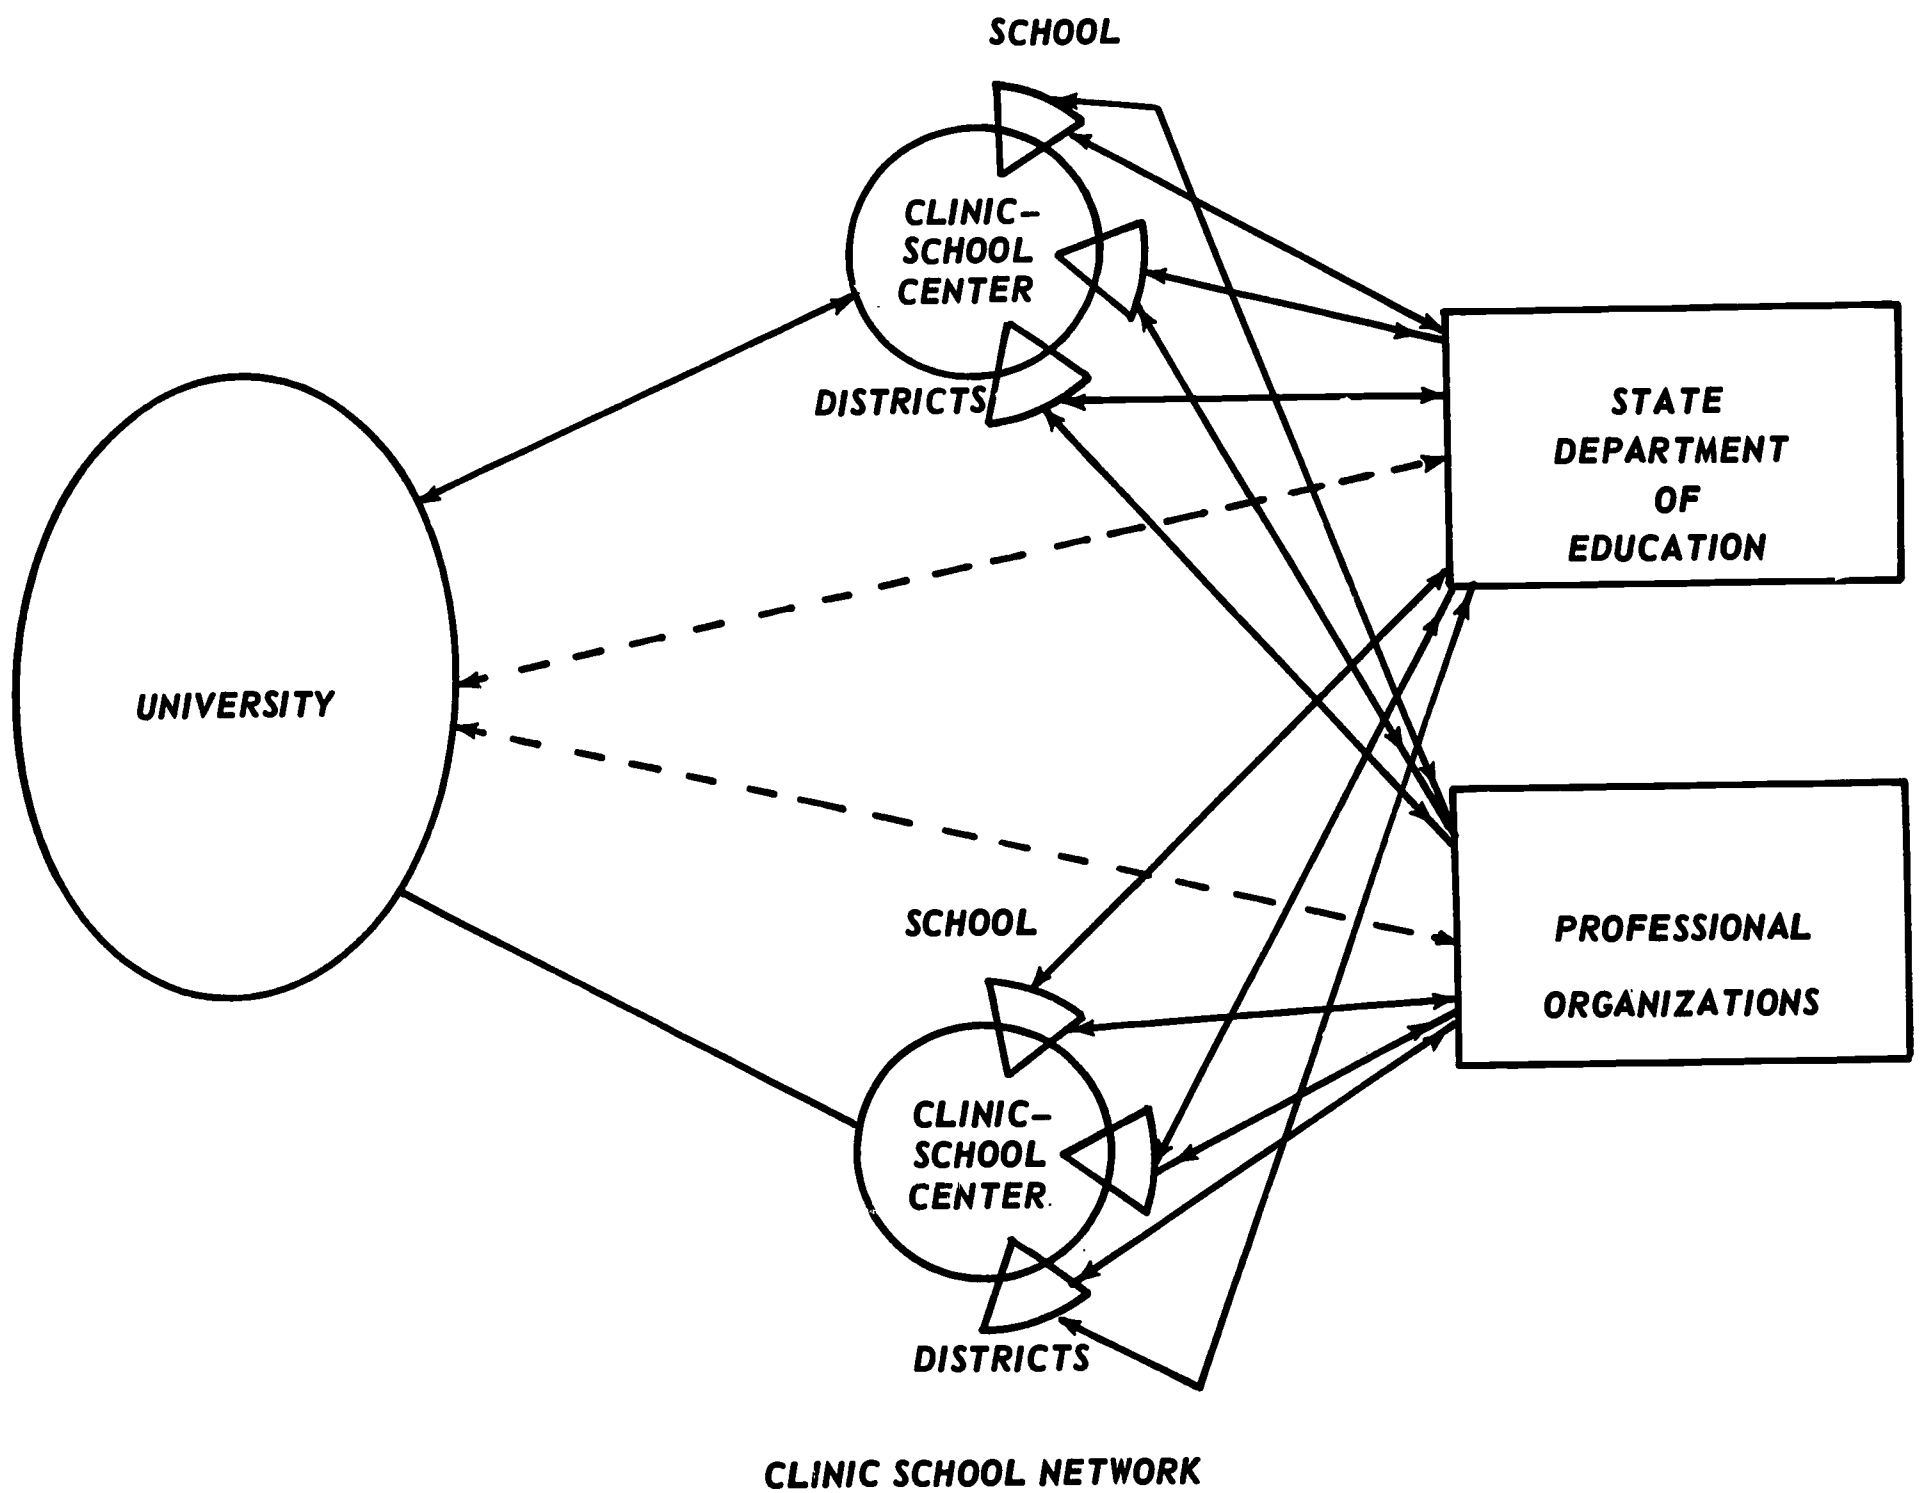 SCHOOL
CLINIC-
SCHOOL
CENTER
DISTRICTS
STATE
DEPARTMENT
OF
EDUCATION
UNIVERSITY
PROFESSIONAL
ORGANIZATIONS
SCHOOL
CLINIC-
SCHOOL
CENTER
DISTRICTS
CLINIC SCHOOL NETWORK